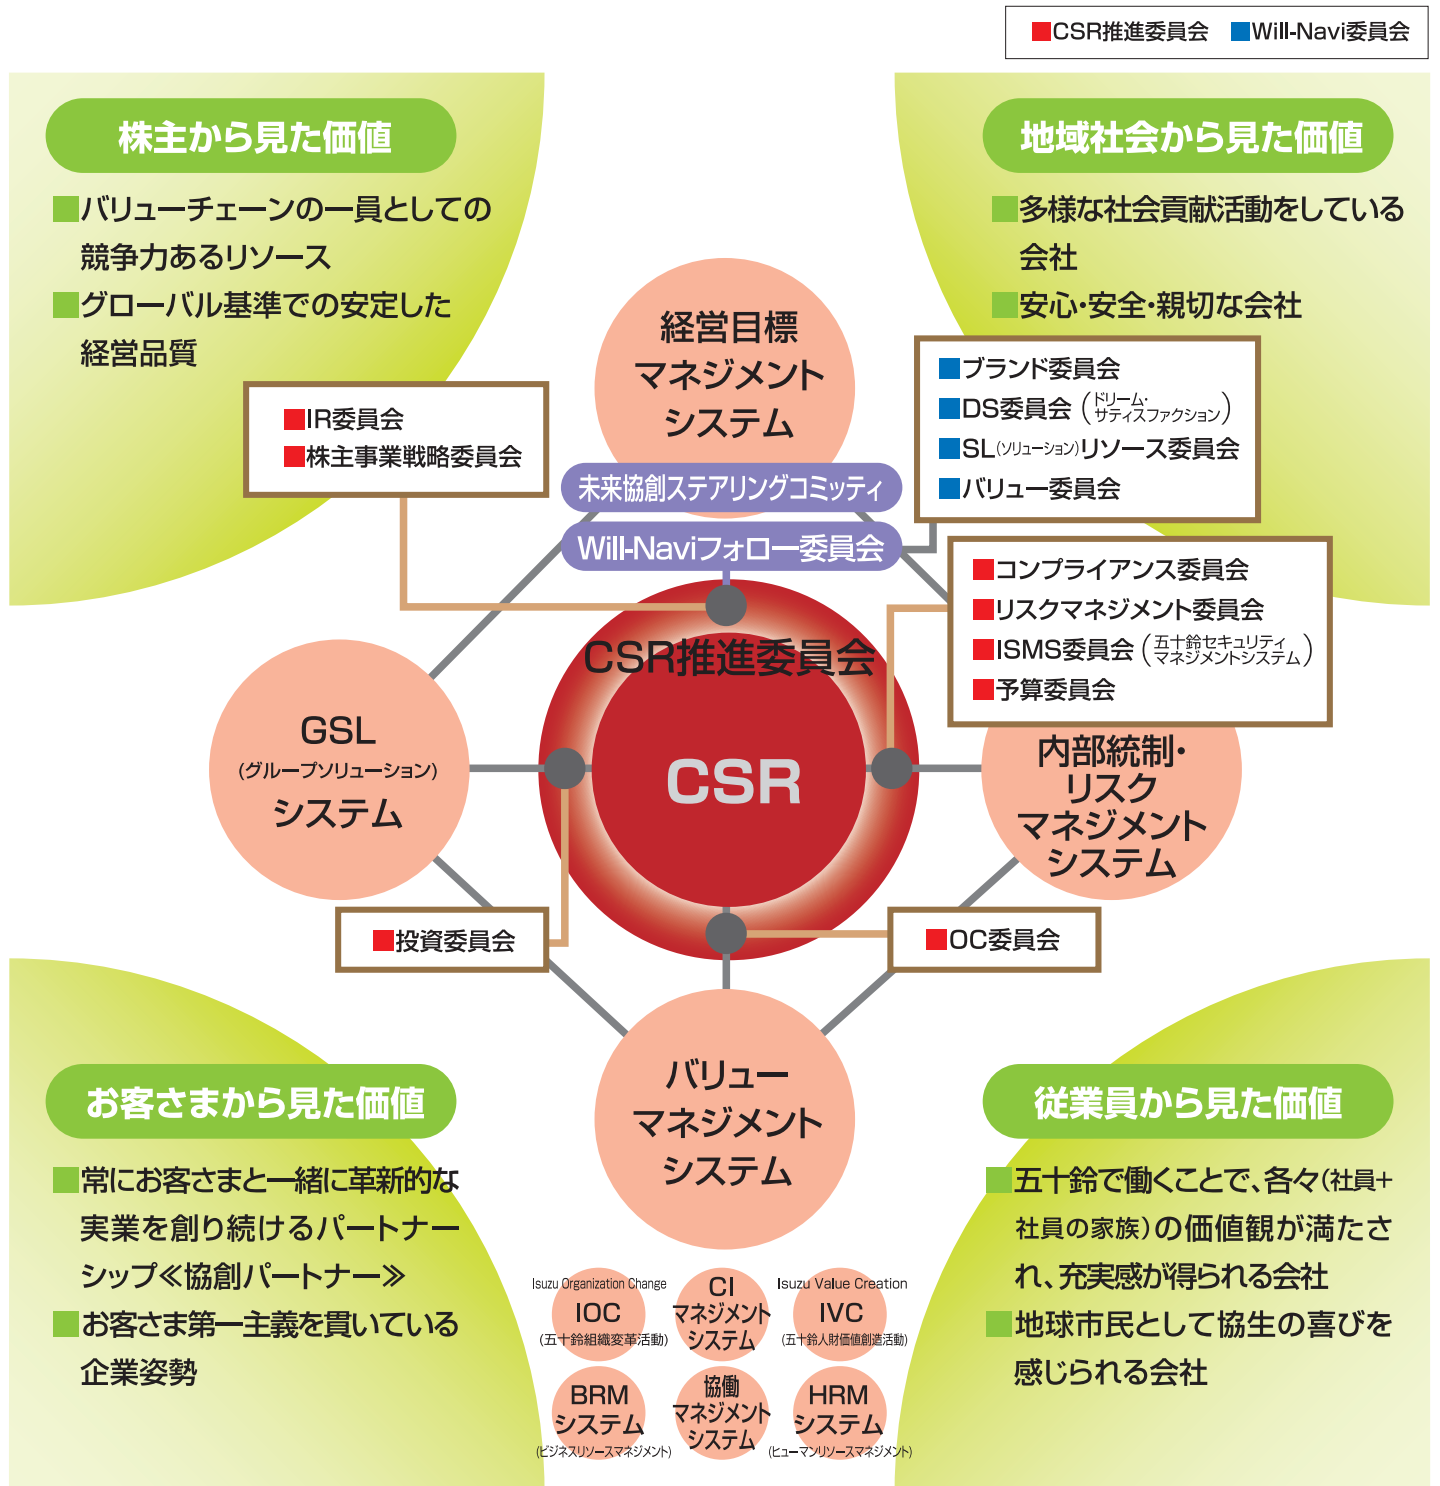 ■CSR推進委員会 ■Will-Navi委員会
株主から見た価値
■バリューチェーンの一員としての
競争力あるリソース
■グローバル基準での安定した
経営品質
地域社会から見た価値
■多様な社会貢献活動をしている
会社
■安心・安全・親切な会社
経営目標
マネジメント
システム
■IR委員会
■株主事業戦略委員会
■ブランド委員会
■DS委員会(ドリーム・
サティスファクション)
■SL(ソリューション)リソース委員会
■バリュー委員会
未来協創ステアリングコミッティ
Will-Naviフォロー委員会
■コンプライアンス委員会
■リスクマネジメント委員会
■ISMS委員会(五十鈴セキュリティ
マネジメントシステム)
■予算委員会
CSR推進委員会
CSR
GSL
(グループソリューション)
システム
内部統制・
リスク
マネジメント
システム
■投資委員会
■OC委員会
バリュー
マネジメント
システム
お客さまから見た価値
■常にお客さまと一緒に革新的な
実業を創り続けるパートナー
シップ≪協創パートナー≫
■お客さま第一主義を貫いている
企業姿勢
従業員から見た価値
■五十鈴で働くことで、各々(社員+
社員の家族)の価値観が満たさ
れ、充実感が得られる会社
■地球市民として協生の喜びを
感じられる会社
Isuzu Organization Change
IOC
(五十鈴組織変革活動)
CI
マネジメント
システム
Isuzu Value Creation
IVC
(五十鈴人財価値創造活動)
BRM
システム
(ビジネスリソースマネジメント)
協働
マネジメント
システム
HRM
システム
(ヒューマンリソースマネジメント)